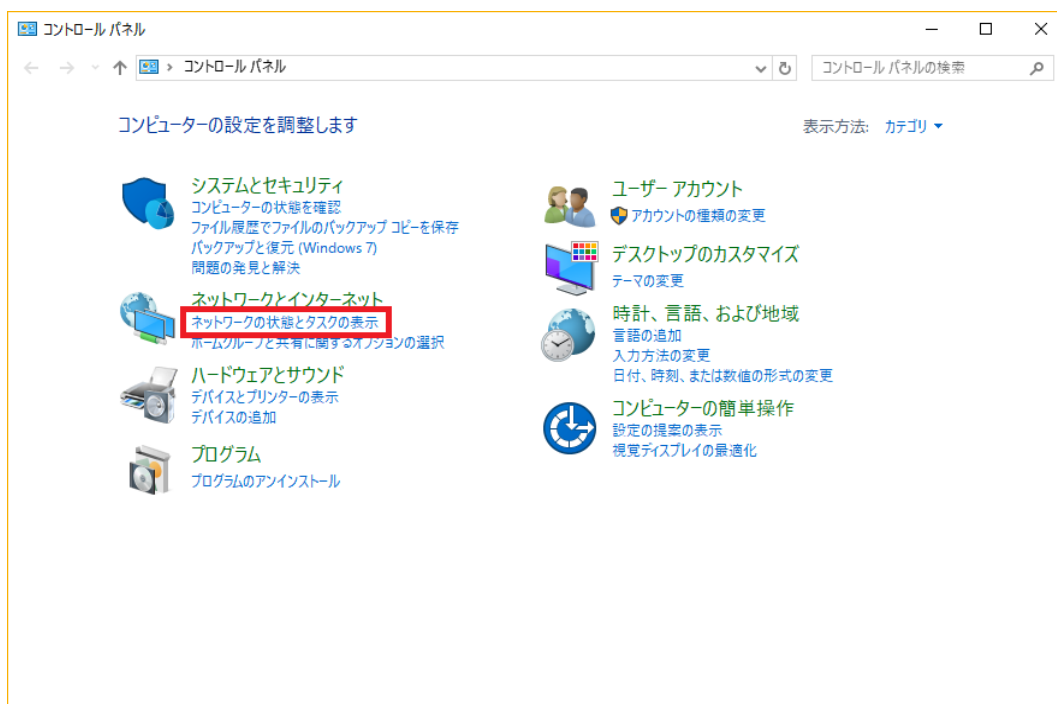 コントロール パネル
コントロール パネル
コントロール パネルの検索
コンピューターの設定を調整します
表示方法: カテゴリ
システムとセキュリティ
コンピューターの状態を確認
ファイル履歴でファイルのバックアップ コピーを保存
バックアップと復元 (Windows 7)
問題の発見と解決
ネットワークとインターネット
ネットワークの状態とタスクの表示
ホームグループと共有に関するオプションの選択
ハードウェアとサウンド
デバイスとプリンターの表示
デバイスの追加
プログラム
プログラムのアンインストール
ユーザー アカウント
アカウントの種類の変更
デスクトップのカスタマイズ
テーマの変更
時計、言語、および地域
言語の追加
入力方法の変更
日付、時刻、または数値の形式の変更
コンピューターの簡単操作
設定の提案の表示
視覚ディスプレイの最適化